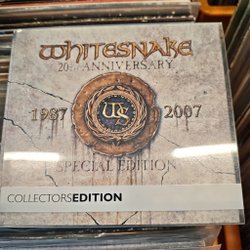 WHITESNAKE
20TH ANNIVERSARY
1987 2007
SPECIAL EDITION
COLLECTORSEDITION